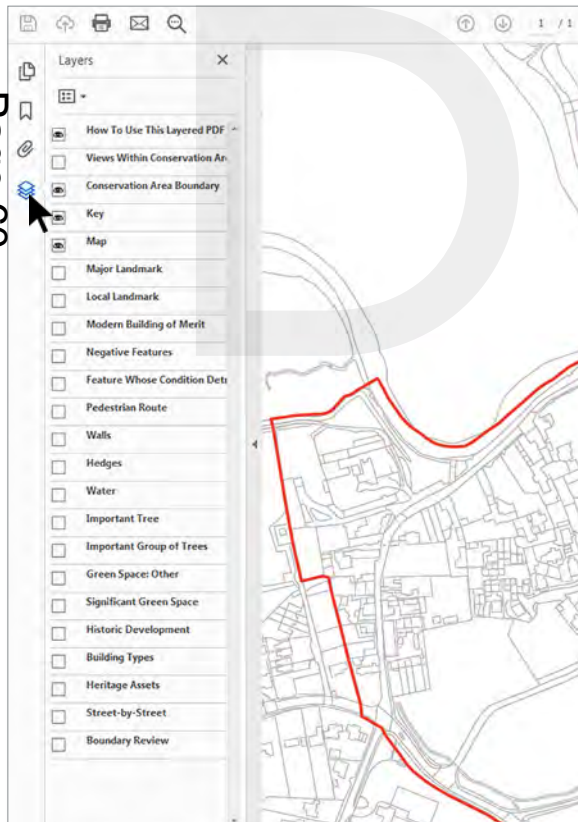 1 / 1
Layers
How To Use This Layered PDF
Views Within Conservation Are
Conservation Area Boundary
Key
Map
Major Landmark
Local Landmark
Modern Building of Merit
Negative Features
Feature Whose Condition Detr
Pedestrian Route
Walls
Hedges
Water
Important Tree
Important Group of Trees
Green Space: Other
Significant Green Space
Historic Development
Building Types
Heritage Assets
Street-by-Street
Boundary Review
D